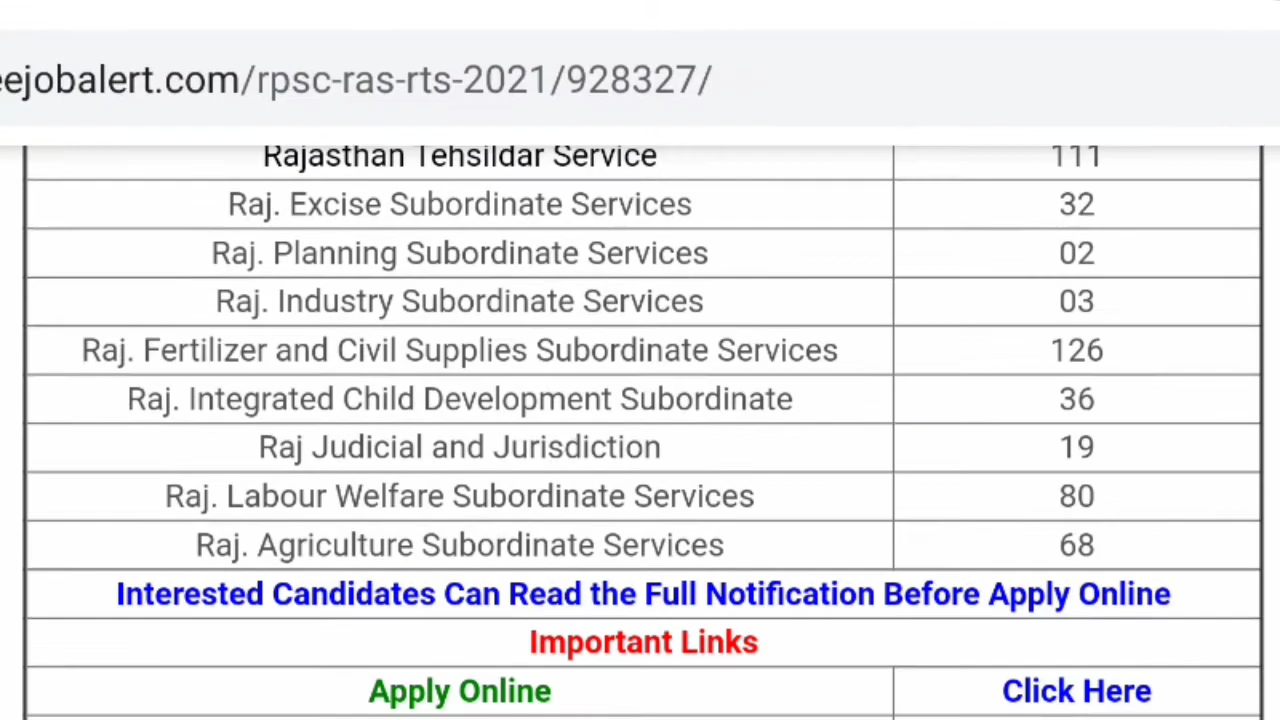 eejobalert.com/rpsc-ras-rts-2021/928327/
Rajasthan Tehsildar Service 111
Raj. Excise Subordinate Services 32
Raj. Planning Subordinate Services 02
Raj. Industry Subordinate Services 03
Raj. Fertilizer and Civil Supplies Subordinate Services 126
Raj. Integrated Child Development Subordinate 36
Raj Judicial and Jurisdiction 19
Raj. Labour Welfare Subordinate Services 80
Raj. Agriculture Subordinate Services 68
Interested Candidates Can Read the Full Notification Before Apply Online
Important Links
Apply Online Click Here